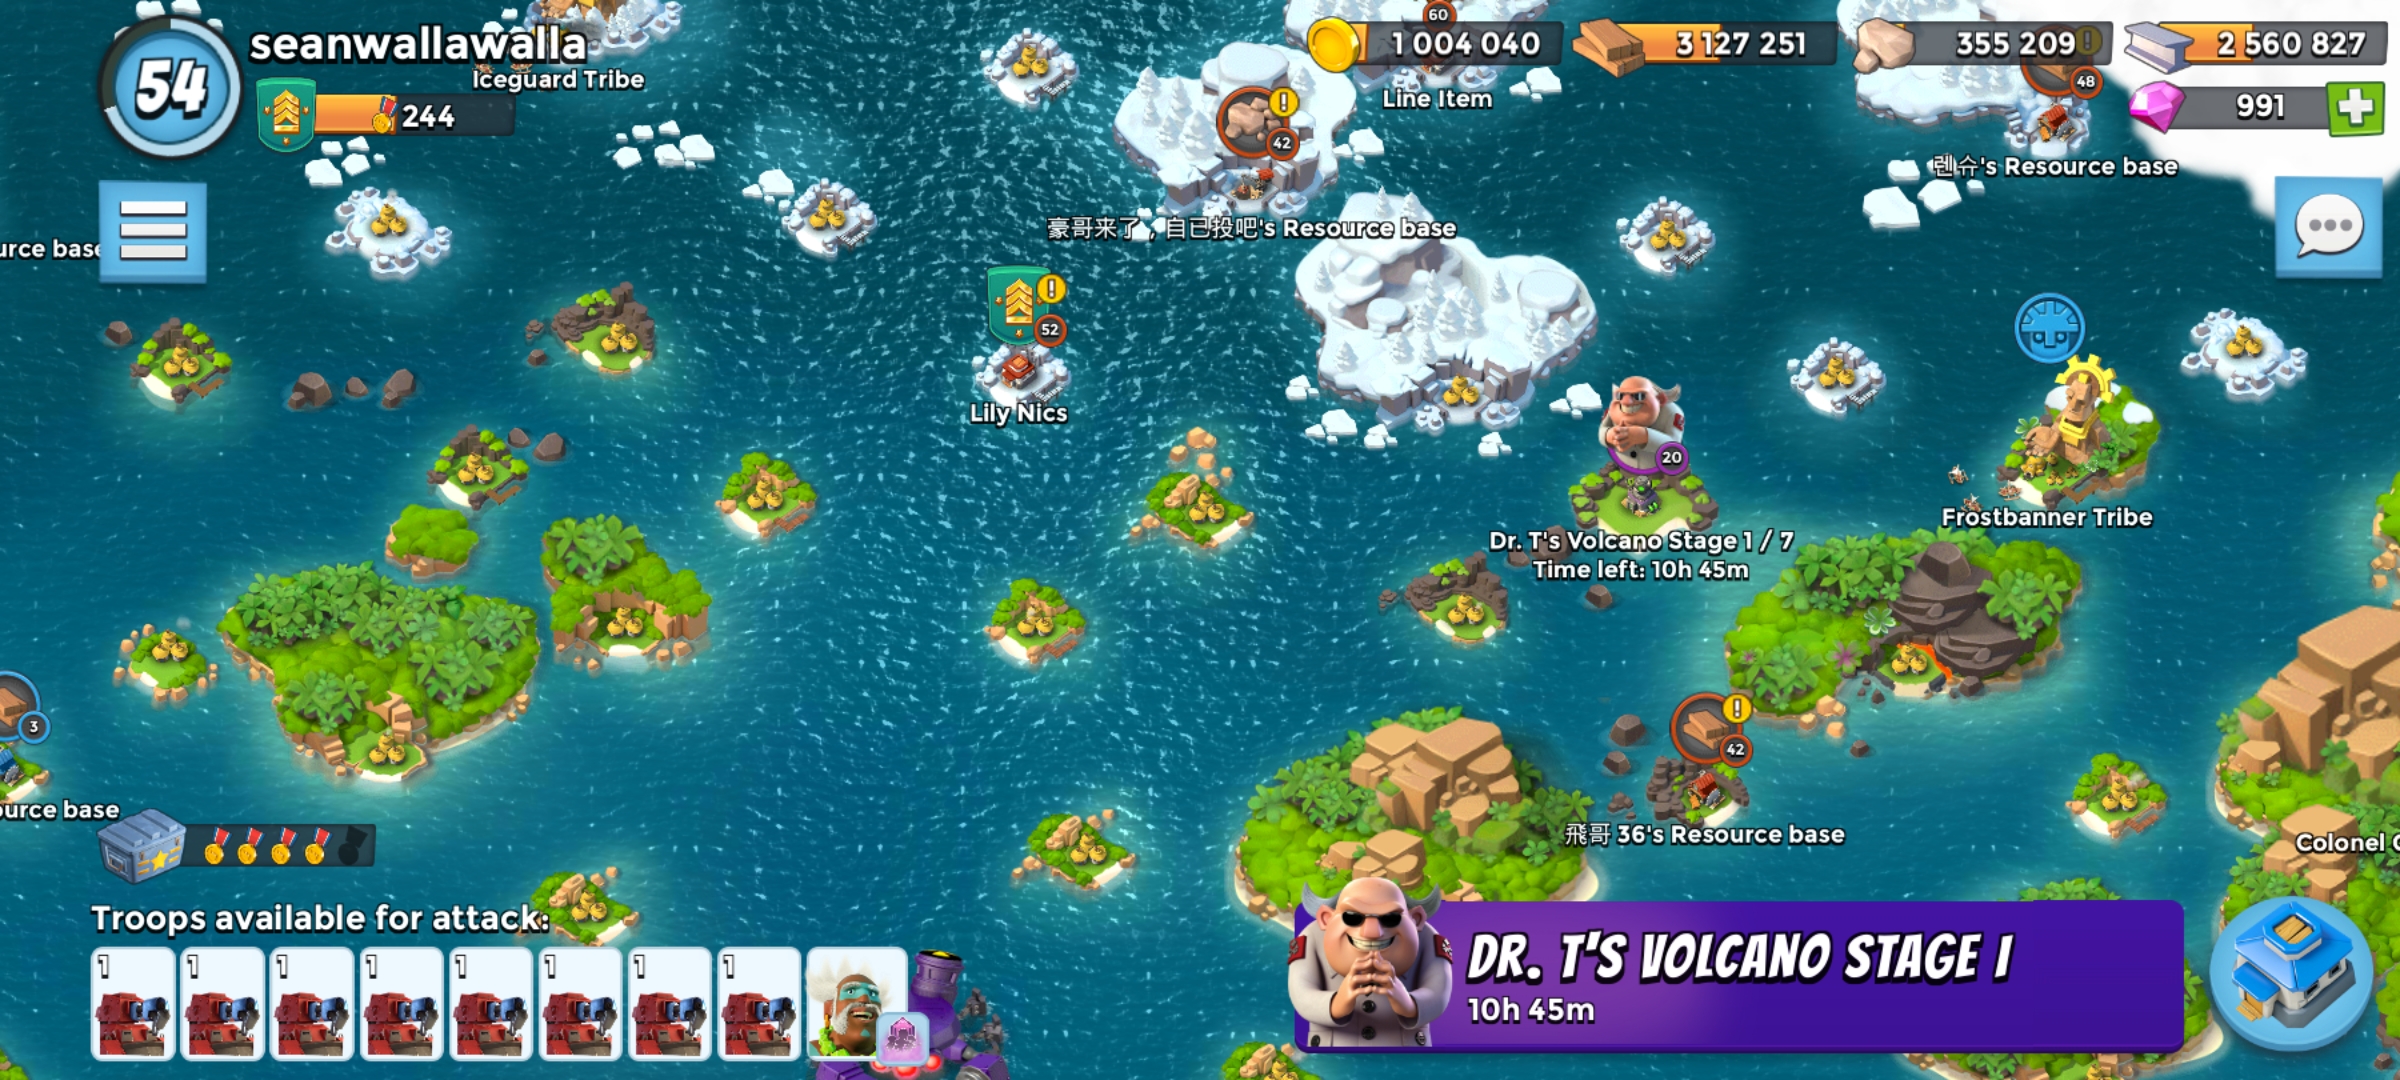 54
seanwallawalla
Iceguard Tribe
244
60
1 004 040
3 127 251
355 209
2 560 827
Line Item
!
42
48
991
렌슈's Resource base
豪哥来了，自已投吧's Resource base
urce base
!
52
Lily Nics
20
Dr. T's Volcano Stage 1 / 7
Time left: 10h 45m
Frostbanner Tribe
3
!
42
ource base
飛哥 36's Resource base
Colonel
Troops available for attack:
1 1 1 1 1 1 1 1
DR. T'S VOLCANO STAGE 1
10h 45m